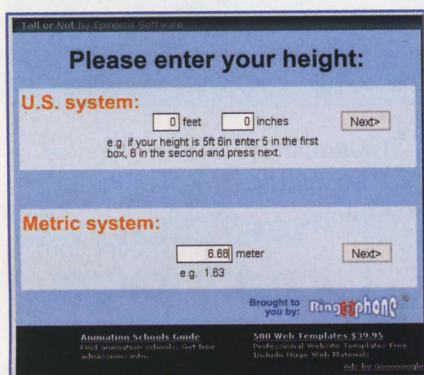 Tall or Not by Epinoisis Software
Please enter your height:
U.S. system:
0 feet 0 inches Next>
e.g. if your height is 5ft 6in enter 5 in the first
box, 6 in the second and press next.
Metric system:
6.66 meter Next>
e.g. 1.63
Brought to
you by:
Animation Schools Guide
Find animation schools. Get free
admissions info.
500 Web Templates $39.95
Professional Website Templates Free
Include Huge Web Material